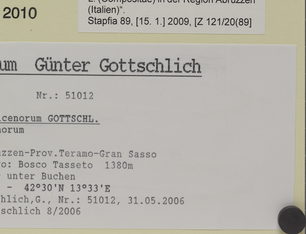 2010
L. (Compositae) in der Region Abruzzen
(Italien)".
Stapfia 89, [15. 1.] 2009, [Z 121/20(89]
um Günter Gottschlich
Nr.: 51012
cenorum GOTTSCHL.
norum
uzzen-Prov.Teramo-Gran Sasso
o: Bosco Tasseto 1380m
unter Buchen
- 42°30'N 13°33'E
hlich,G., Nr.: 51012, 31.05.2006
schlich 8/2006